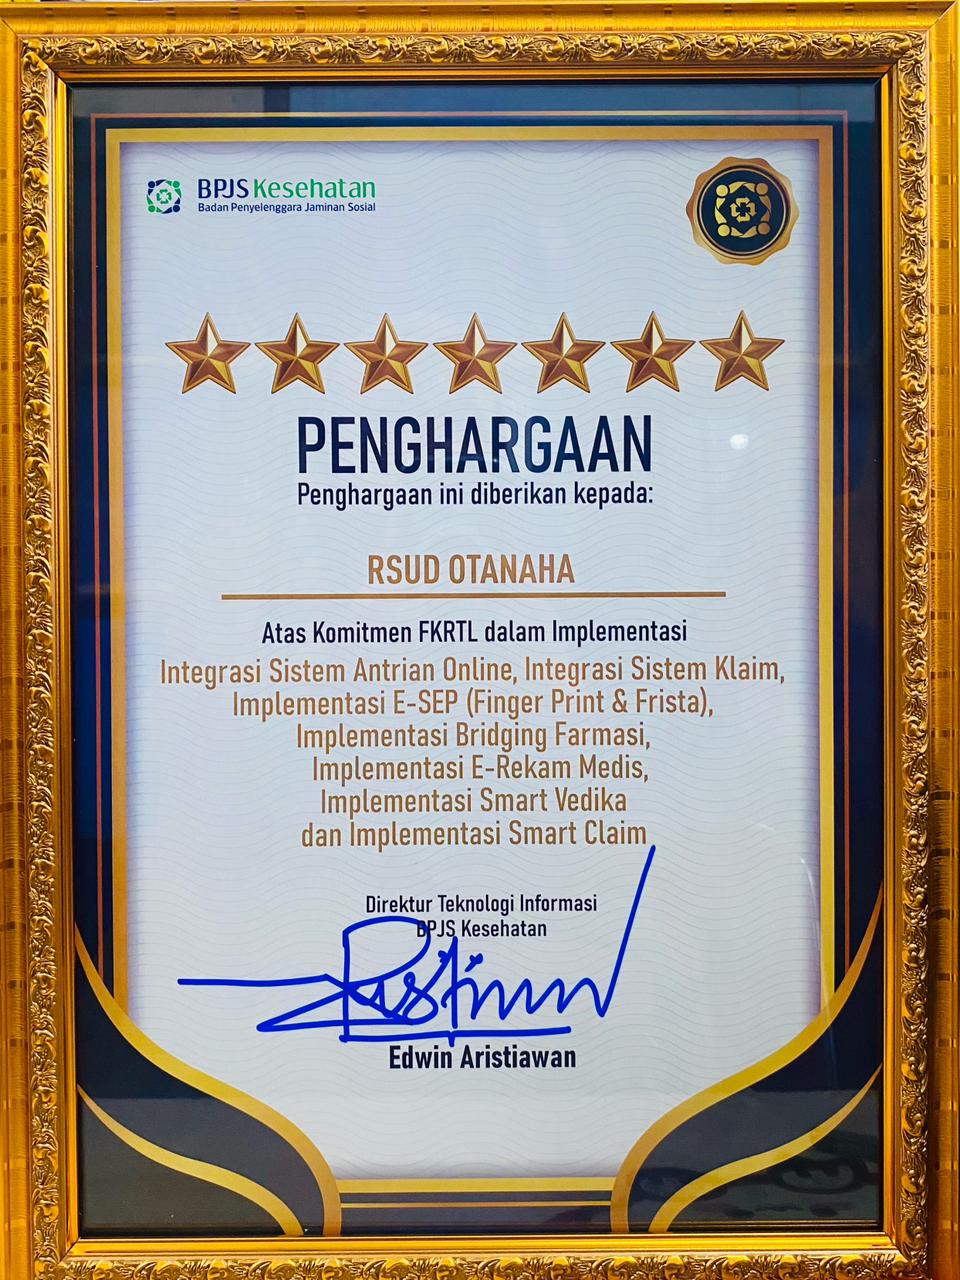 BPJS Kesehatan
Badan Penyelenggara Jaminan Sosial
PENGHARGAAN
Penghargaan ini diberikan kepada:
RSUD OTANAHA
Atas Komitmen FKRTL dalam Implementasi
Integrasi Sistem Antrian Online, Integrasi Sistem Klaim,
Implementasi E-SEP (Finger Print & Frista),
Implementasi Bridging Farmasi,
Implementasi E-Rekam Medis,
Implementasi Smart Vedika
dan Implementasi Smart Claim
Direktur Teknologi Informasi
BPJS Kesehatan
Edwin Aristiawan